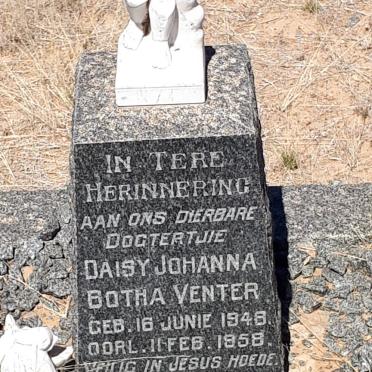 IN TERE
HERINNERING
AAN ONS DIERBARE
DOGTERTJIE
DAISY JOHANNA
BOTHA VENTER
GEB. 16 JUNIE 1948
OORL. 11 FEB. 1958.
VEILIG IN JESUS HOEDE